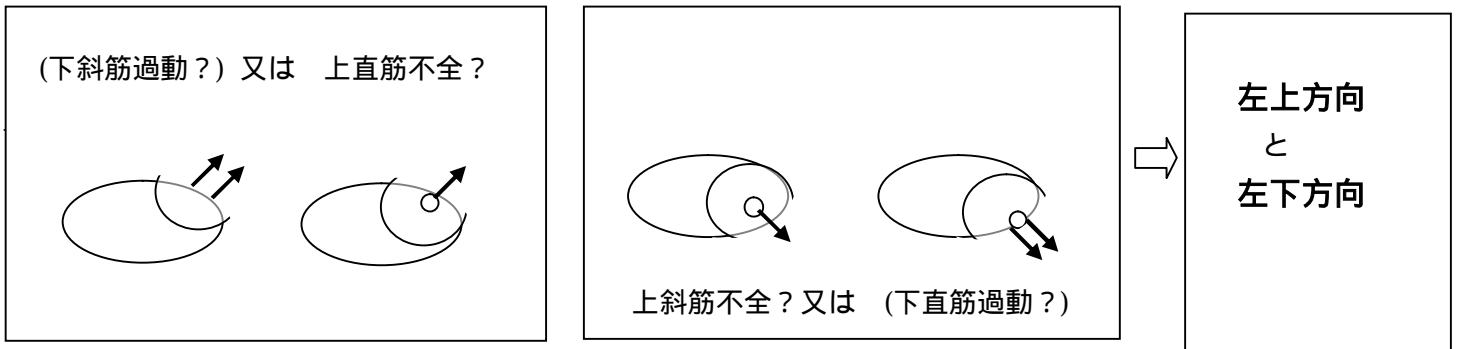 (下斜筋過動？) 又は　上直筋不全？
上斜筋不全？又は　(下直筋過動？)
左上方向
と
左下方向